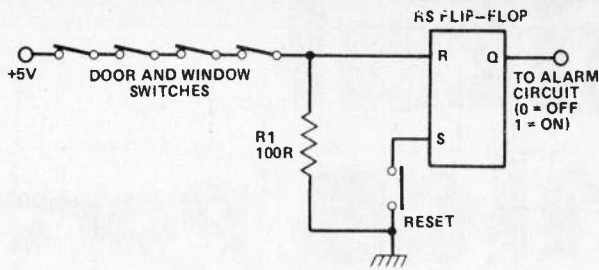 RS FLIP-FLOP
+5V
DOOR AND WINDOW
SWITCHES
R
Q
TO ALARM
CIRCUIT
(0 = OFF
1 = ON)
R1
100R
S
RESET